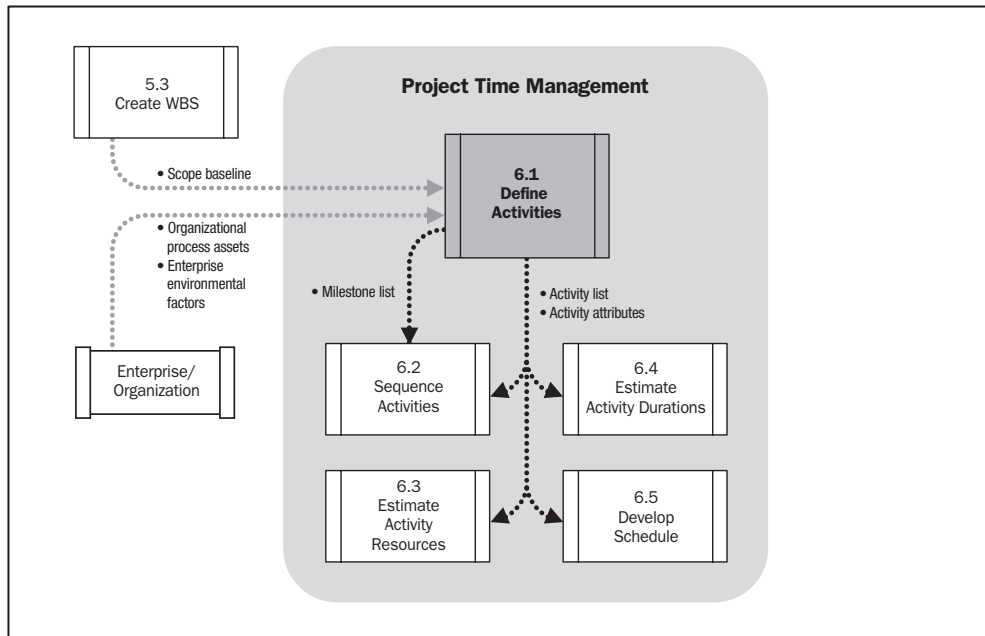 Project Time Management
5.3
Create WBS
• Scope baseline
6.1
Define
Activities
• Organizational
process assets
• Enterprise
environmental
factors
• Milestone list
• Activity list
• Activity attributes
Enterprise/
Organization
6.2
Sequence
Activities
6.4
Estimate
Activity Durations
6.3
Estimate
Activity
Resources
6.5
Develop
Schedule